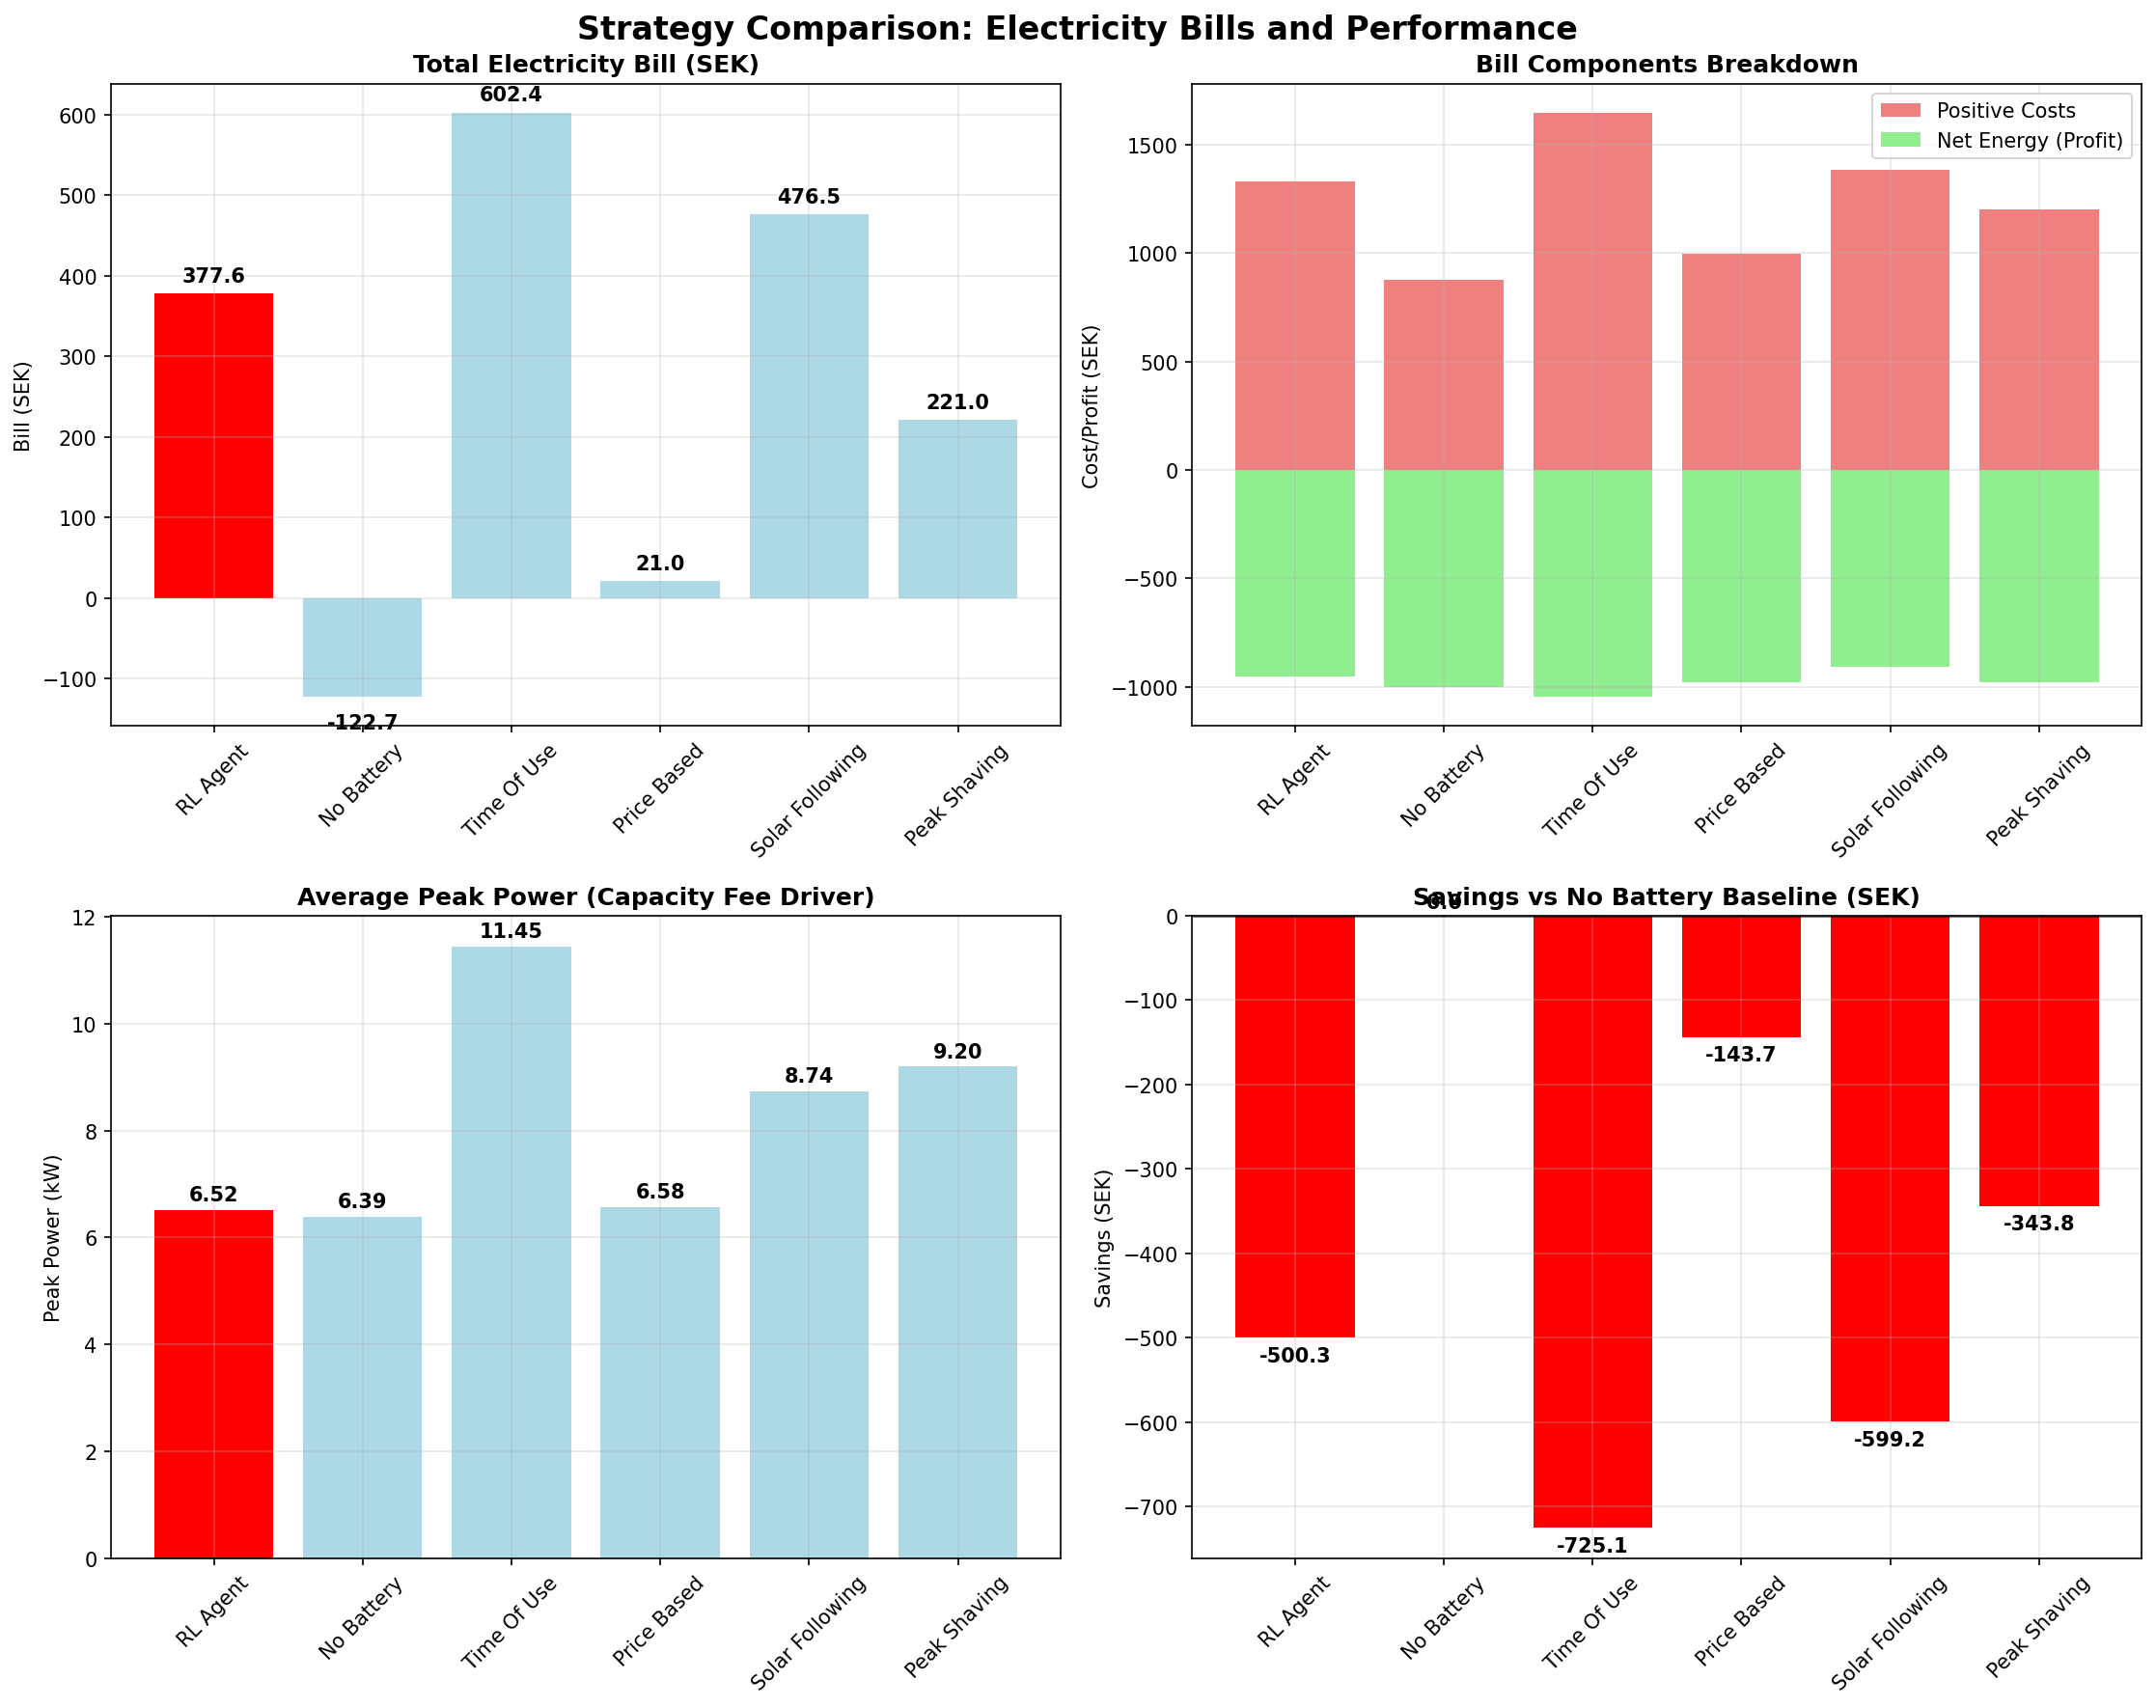 Strategy Comparison: Electricity Bills and Performance
Total Electricity Bill (SEK)
Bill (SEK)
600
500
400
300
200
100
0
−100
377.6
-122.7
602.4
21.0
476.5
221.0
RL Agent
No Battery
Time Of Use
Price Based
Solar Following
Peak Shaving
Bill Components Breakdown
Cost/Profit (SEK)
1500
1000
500
0
−500
−1000
Positive Costs
Net Energy (Profit)
RL Agent
No Battery
Time Of Use
Price Based
Solar Following
Peak Shaving
Average Peak Power (Capacity Fee Driver)
Peak Power (kW)
12
10
8
6
4
2
0
6.52
6.39
11.45
6.58
8.74
9.20
RL Agent
No Battery
Time Of Use
Price Based
Solar Following
Peak Shaving
Savings vs No Battery Baseline (SEK)
Savings (SEK)
0
−100
−200
−300
−400
−500
−600
−700
-500.3
0.0
-725.1
-143.7
-599.2
-343.8
RL Agent
No Battery
Time Of Use
Price Based
Solar Following
Peak Shaving